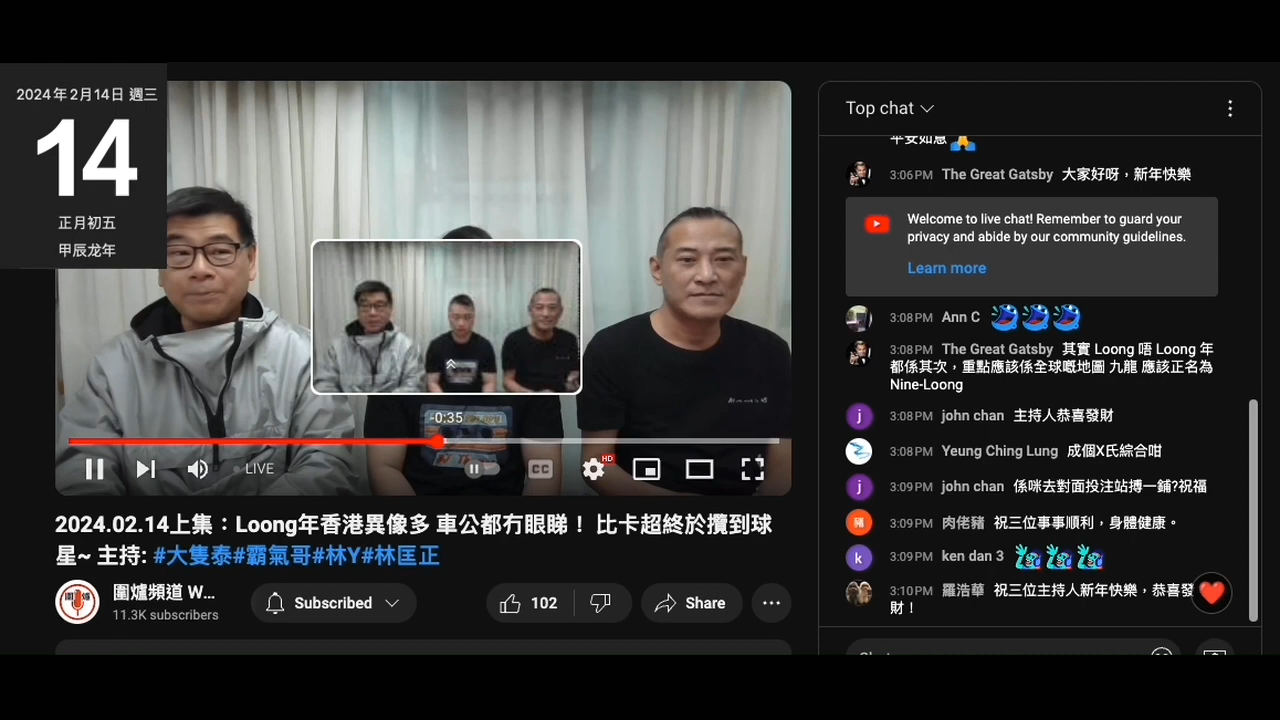 2024年2月14日 週三
14
正月初五
甲辰龙年
-0:35
LIVE
CC
HD
2024.02.14上集：Loong年香港異像多 車公都冇眼睇！ 比卡超終於攬到球
星~ 主持: #大隻泰#霸氣哥#林Y#林匡正
圍爐頻道 W...
11.3K subscribers
Subscribed
102
Share
Top chat
平安如意
3:06 PM The Great Gatsby 大家好呀，新年快樂
Welcome to live chat! Remember to guard your
privacy and abide by our community guidelines.
Learn more
3:08 PM Ann C
3:08 PM The Great Gatsby 其實 Loong 唔 Loong 年
都係其次，重點應該係全球嘅地圖 九龍 應該正名為
Nine-Loong
j
3:08 PM john chan 主持人恭喜發財
3:08 PM Yeung Ching Lung 成個X氏綜合咁
j
3:09 PM john chan 係咪去對面投注站搏一鋪?祝福
豬
3:09 PM 肉佬豬 祝三位事事順利，身體健康。
k
3:09 PM ken dan 3
3:10 PM 羅浩華 祝三位主持人新年快樂，恭喜發
財！